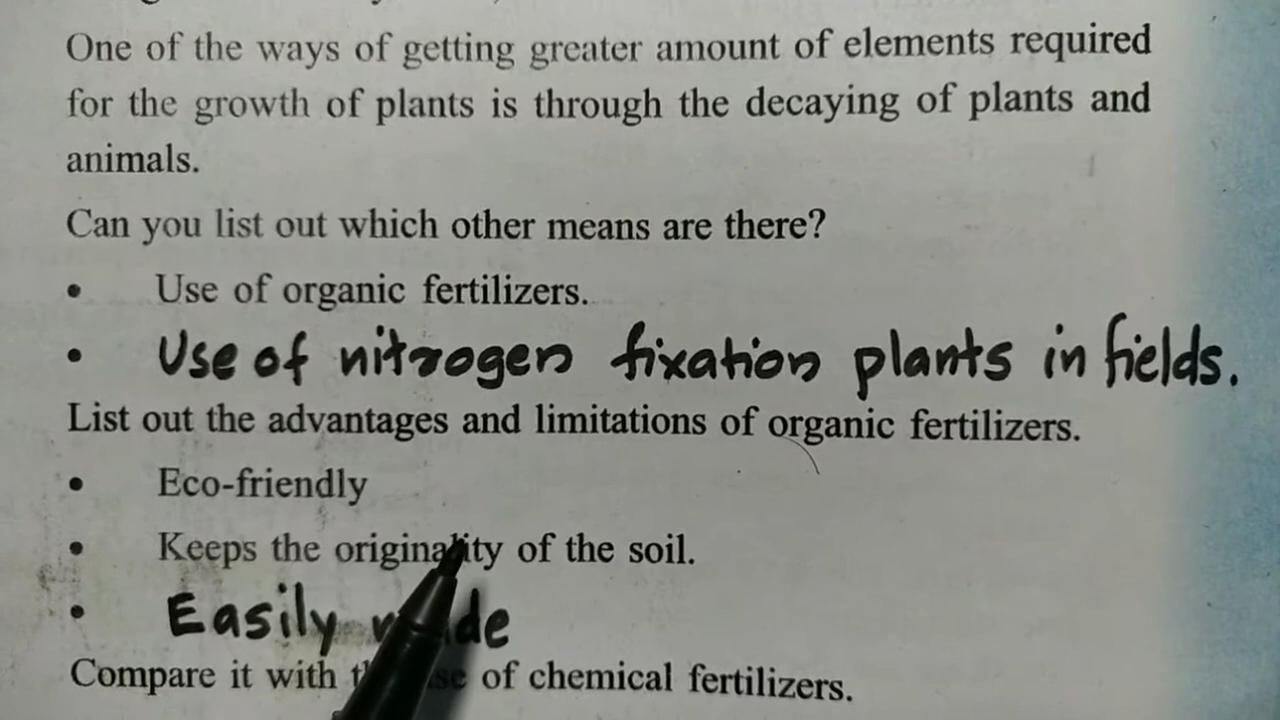 One of the ways of getting greater amount of elements required
for the growth of plants is through the decaying of plants and
animals.
Can you list out which other means are there?
• Use of organic fertilizers.
• Use of nitrogen fixation plants in fields.
List out the advantages and limitations of organic fertilizers.
• Eco-friendly
• Keeps the originality of the soil.
• Easily made
Compare it with the use of chemical fertilizers.